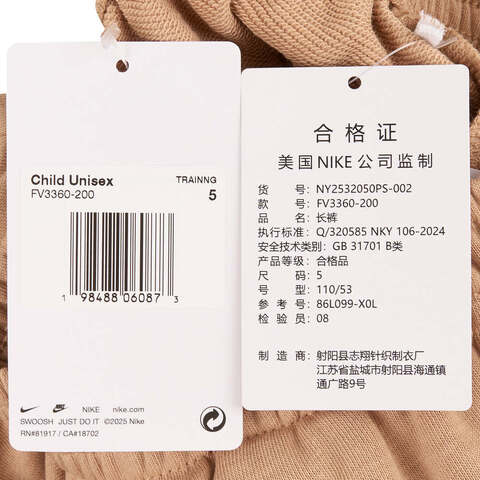 Child Unisex
FV3360-200
TRAINNG
5
1 98488 06087 3
NIKE nike.com
SWOOSH JUST DO IT ©2025 Nike
RN#81917 / CA#18702
合格证
美国NIKE公司监制
货 号: NY2532050PS-002
款 号: FV3360-200
品 名: 长裤
执行标准: Q/320585 NKY 106-2024
安全技术类别: GB 31701 B类
产品等级: 合格品
尺 码: 5
号 型: 110/53
参 考 号: 86L099-X0L
检 验 员: 08
制 造 商: 射阳县志翔针织制衣厂
江苏省盐城市射阳县海通镇
通广路9号